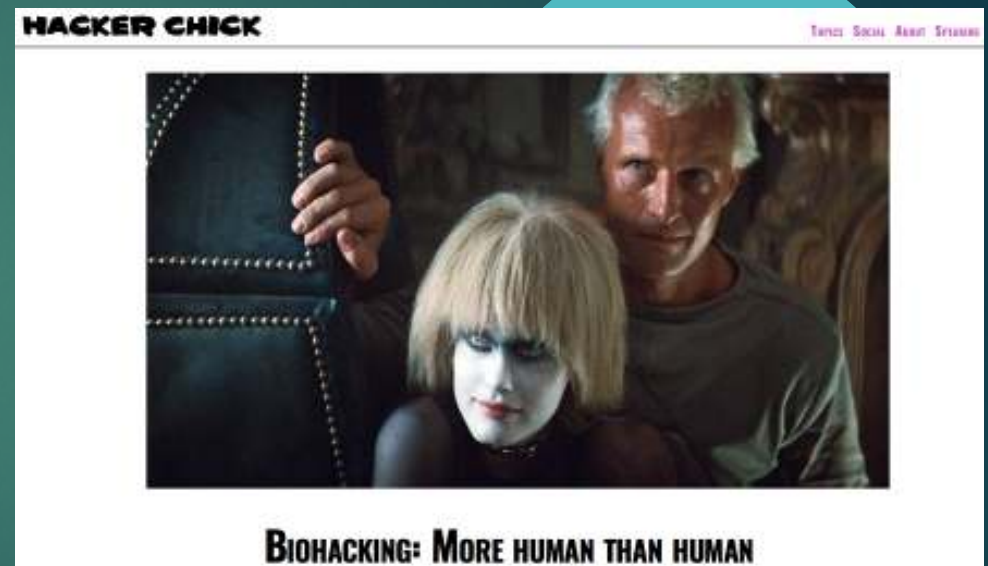 HACKER CHICK
Topics Social About Speaking
Biohacking: More human than human